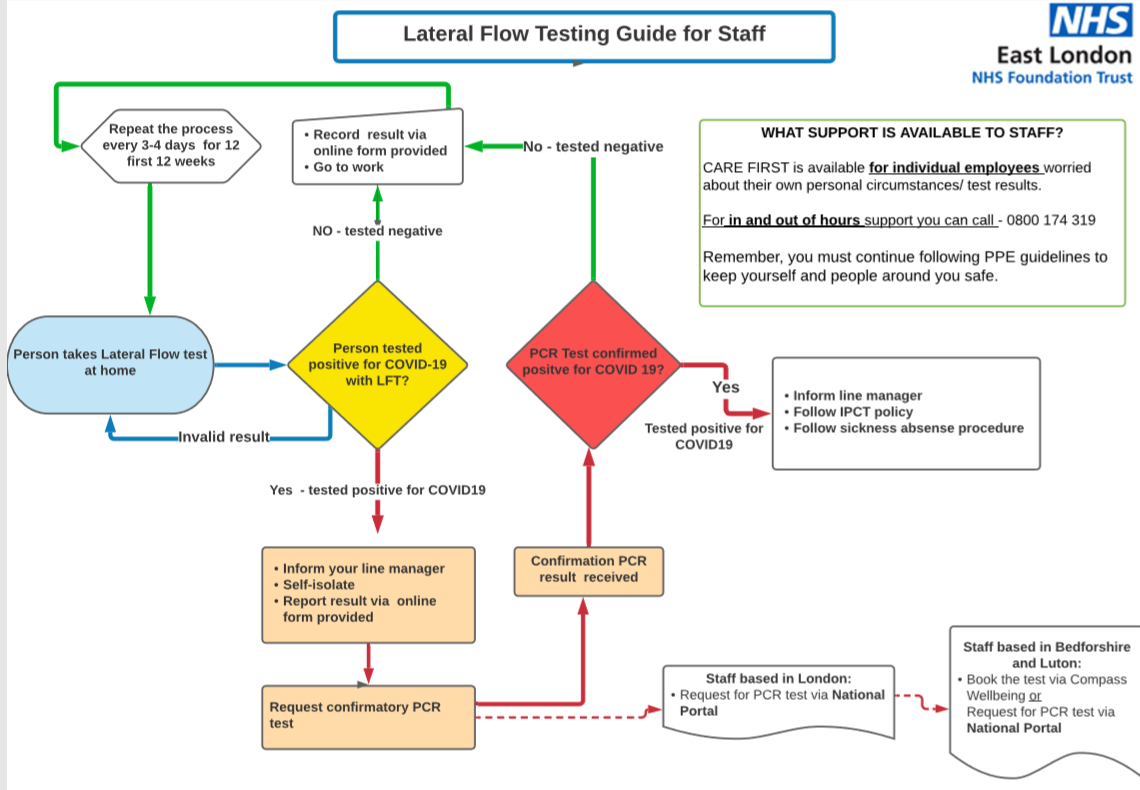 Lateral Flow Testing Guide for Staff
NHS
East London
NHS Foundation Trust
Repeat the process
every 3-4 days for 12
first 12 weeks
• Record result via
online form provided
• Go to work
No - tested negative
NO - tested negative
WHAT SUPPORT IS AVAILABLE TO STAFF?
CARE FIRST is available for individual employees worried
about their own personal circumstances/ test results.
For in and out of hours support you can call - 0800 174 319
Remember, you must continue following PPE guidelines to
keep yourself and people around you safe.
Person takes Lateral Flow test
at home
Person tested
positive for COVID-19
with LFT?
PCR Test confirmed
positve for COVID 19?
Yes
Tested positive for
COVID19
• Inform line manager
• Follow IPCT policy
• Follow sickness absense procedure
Invalid result
Yes - tested positive for COVID19
• Inform your line manager
• Self-isolate
• Report result via online
form provided
Confirmation PCR
result received
Request confirmatory PCR
test
Staff based in London:
• Request for PCR test via National
Portal
Staff based in Bedforshire
and Luton:
• Book the test via Compass
Wellbeing or
Request for PCR test via
National Portal